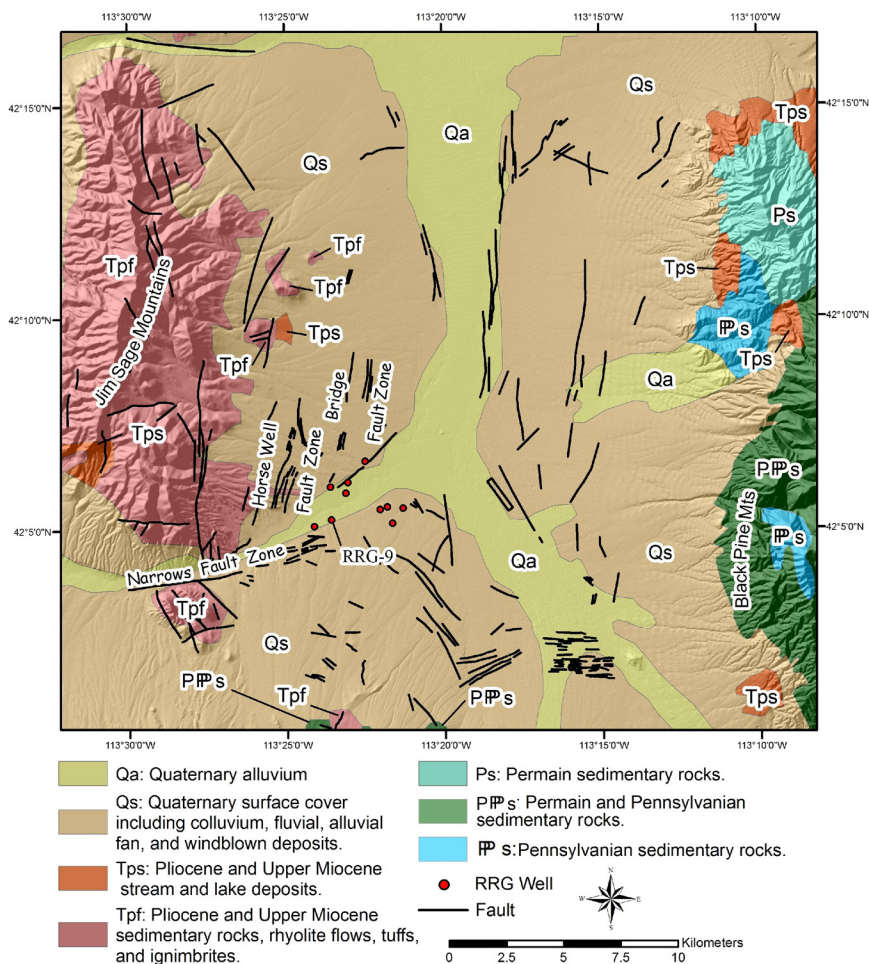 113°30'0"W 113°25'0"W 113°20'0"W 113°15'0"W 113°10'0"W
42°15'0"N
42°15'0"N
Qs
Tps
Qa
Qs
Ps
Tpf
Tpf
Tps
Tpf
42°10'0"N
42°10'0"N
Jim Sage Mountains
Tps
ℙs
Tpf
Tps
Qa
Bridge
Fault Zone
Tps
Horse Well
Fault Zone
Pℙs
42°5'0"N
42°5'0"N
ℙs
Narrows Fault Zone
RRG-9
Qa
Qs
Black Pine Mts
Tpf
Qs
Pℙs
Tpf
Pℙs
Tps
113°30'0"W 113°25'0"W 113°20'0"W 113°15'0"W 113°10'0"W
Qa: Quaternary alluvium
Qs: Quaternary surface cover
including colluvium, fluvial, alluvial
fan, and windblown deposits.
Tps: Pliocene and Upper Miocene
stream and lake deposits.
Tpf: Pliocene and Upper Miocene
sedimentary rocks, rhyolite flows, tuffs,
and ignimbrites.
Ps: Permain sedimentary rocks.
Pℙs: Permain and Pennsylvanian
sedimentary rocks.
ℙs:Pennsylvanian sedimentary rocks.
RRG Well
Fault
N
W E
S
Kilometers
0 2.5 5 7.5 10